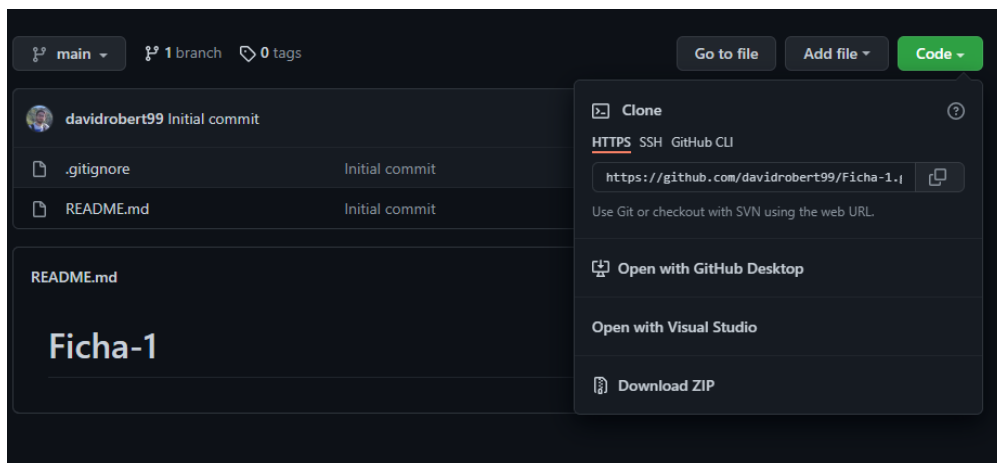 main 1 branch 0 tags Go to file Add file Code
davidrobert99 Initial commit
.gitignore Initial commit
README.md Initial commit
README.md
Ficha-1
Clone
HTTPS SSH GitHub CLI
https://github.com/davidrobert99/Ficha-1.
Use Git or checkout with SVN using the web URL.
Open with GitHub Desktop
Open with Visual Studio
Download ZIP